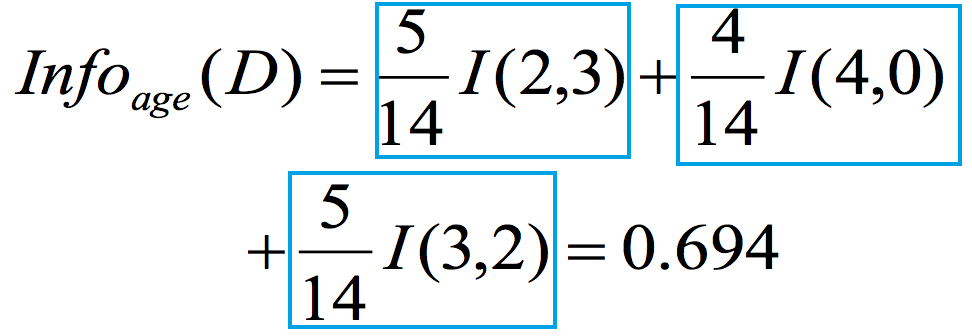 Info_age(D) = 5/14 I(2,3) + 4/14 I(4,0)
+ 5/14 I(3,2) = 0.694